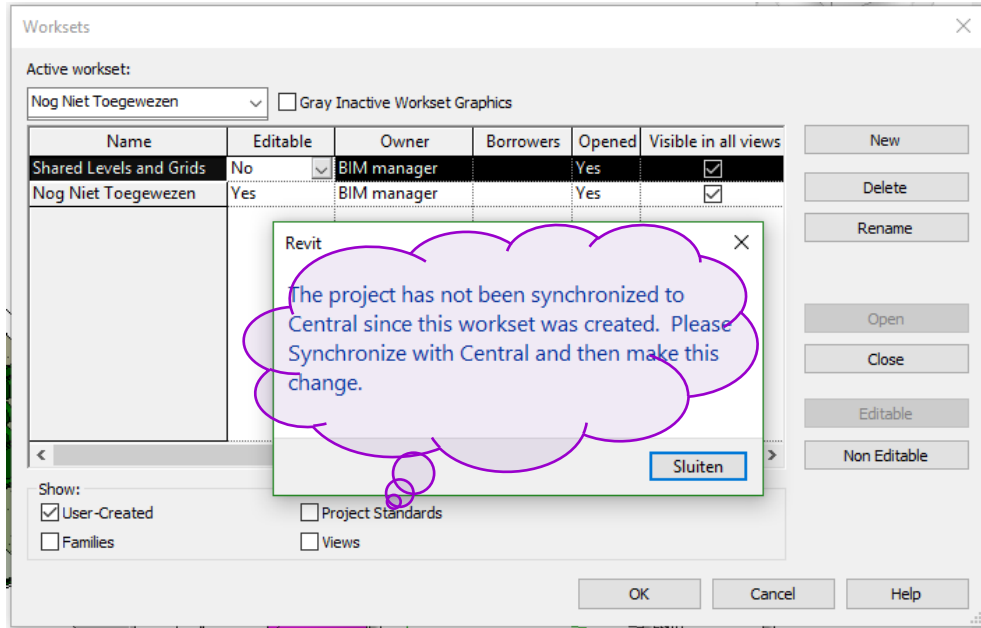 Worksets
Active workset:
Nog Niet Toegewezen Gray Inactive Workset Graphics
Name Editable Owner Borrowers Opened Visible in all views New
Shared Levels and Grids No BIM manager Yes
Nog Niet Toegewezen Yes BIM manager Yes Delete
Rename
Revit
The project has not been synchronized to
Central since this workset was created. Please
Synchronize with Central and then make this
change.
Open
Close
Editable
Non Editable
Sluiten
Show:
User-Created Project Standards
Families Views
OK Cancel Help